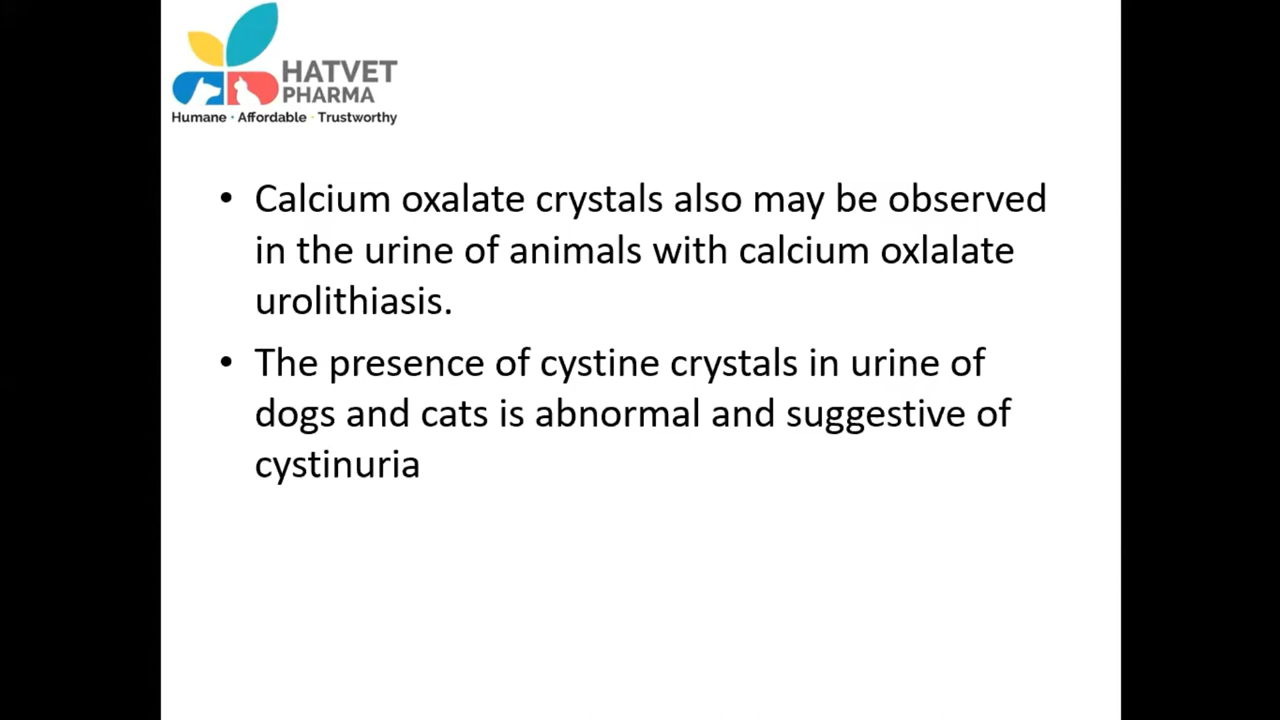 HATVET
PHARMA
Humane · Affordable · Trustworthy
• Calcium oxalate crystals also may be observed
in the urine of animals with calcium oxlalate
urolithiasis.
• The presence of cystine crystals in urine of
dogs and cats is abnormal and suggestive of
cystinuria